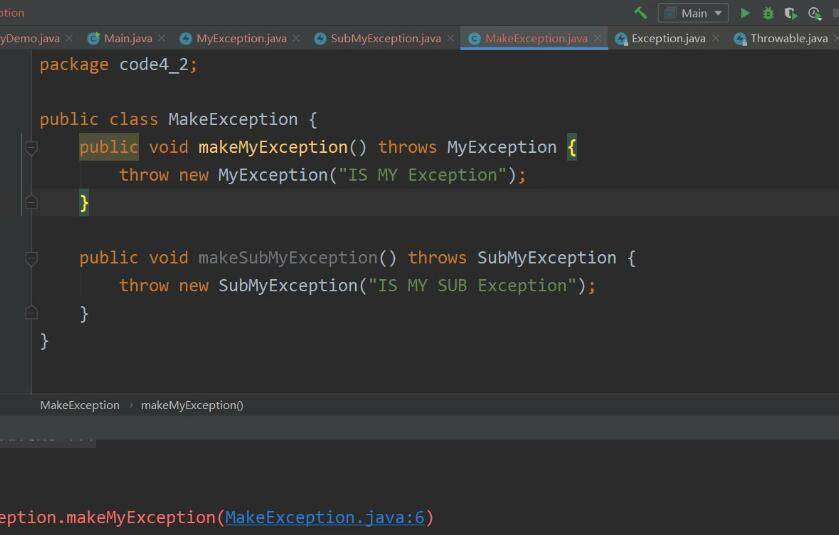 ption
Main
yDemo.java Main.java MyException.java SubMyException.java MakeException.java Exception.java Throwable.java
package code4_2;
public class MakeException {
public void makeMyException() throws MyException {
throw new MyException("IS MY Exception");
}
public void makeSubMyException() throws SubMyException {
throw new SubMyException("IS MY SUB Exception");
}
}
MakeException › makeMyException()
eption.makeMyException(MakeException.java:6)